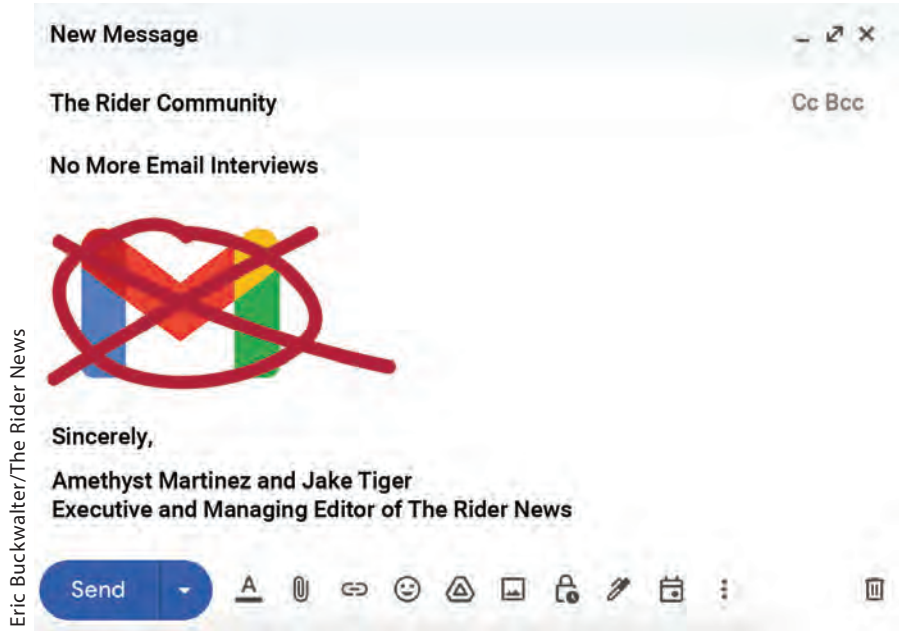 New Message
The Rider Community
Cc Bcc
No More Email Interviews
Sincerely,
Amethyst Martinez and Jake Tiger
Executive and Managing Editor of The Rider News
Send
Eric Buckwalter/The Rider News